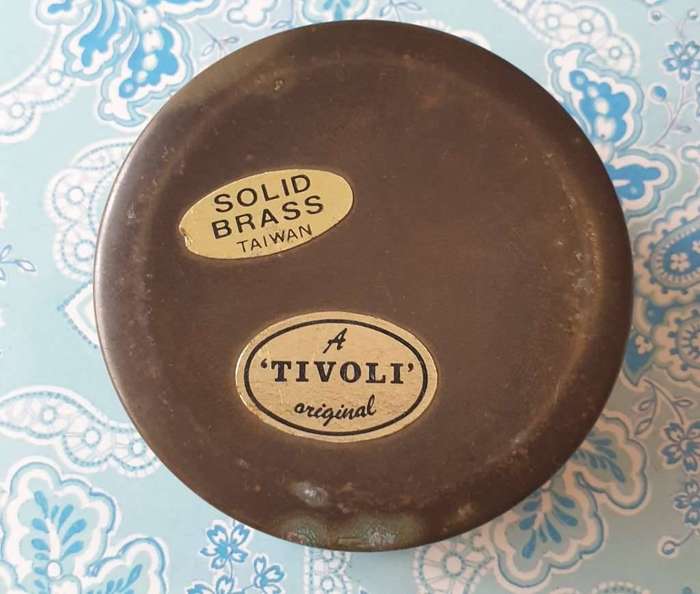 SOLID
BRASS
TAIWAN
A
'TIVOLI'
original